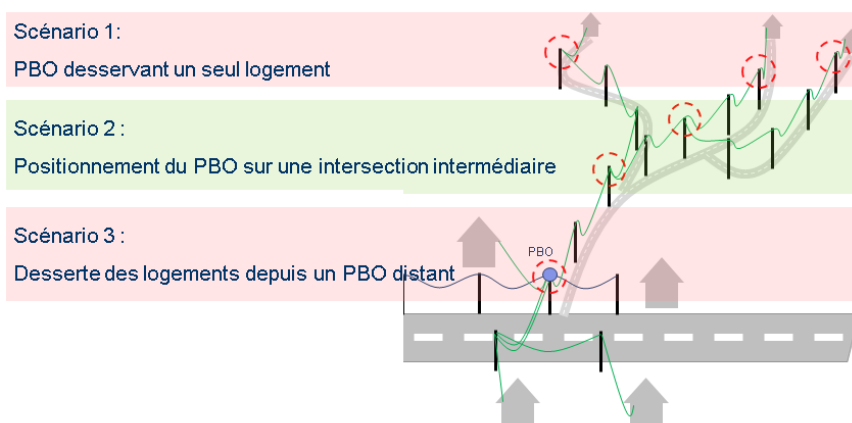 Scénario 1:
PBO desservant un seul logement
Scénario 2 :
Positionnement du PBO sur une intersection intermédiaire
Scénario 3 :
Desserte des logements depuis un PBO distant
PBO